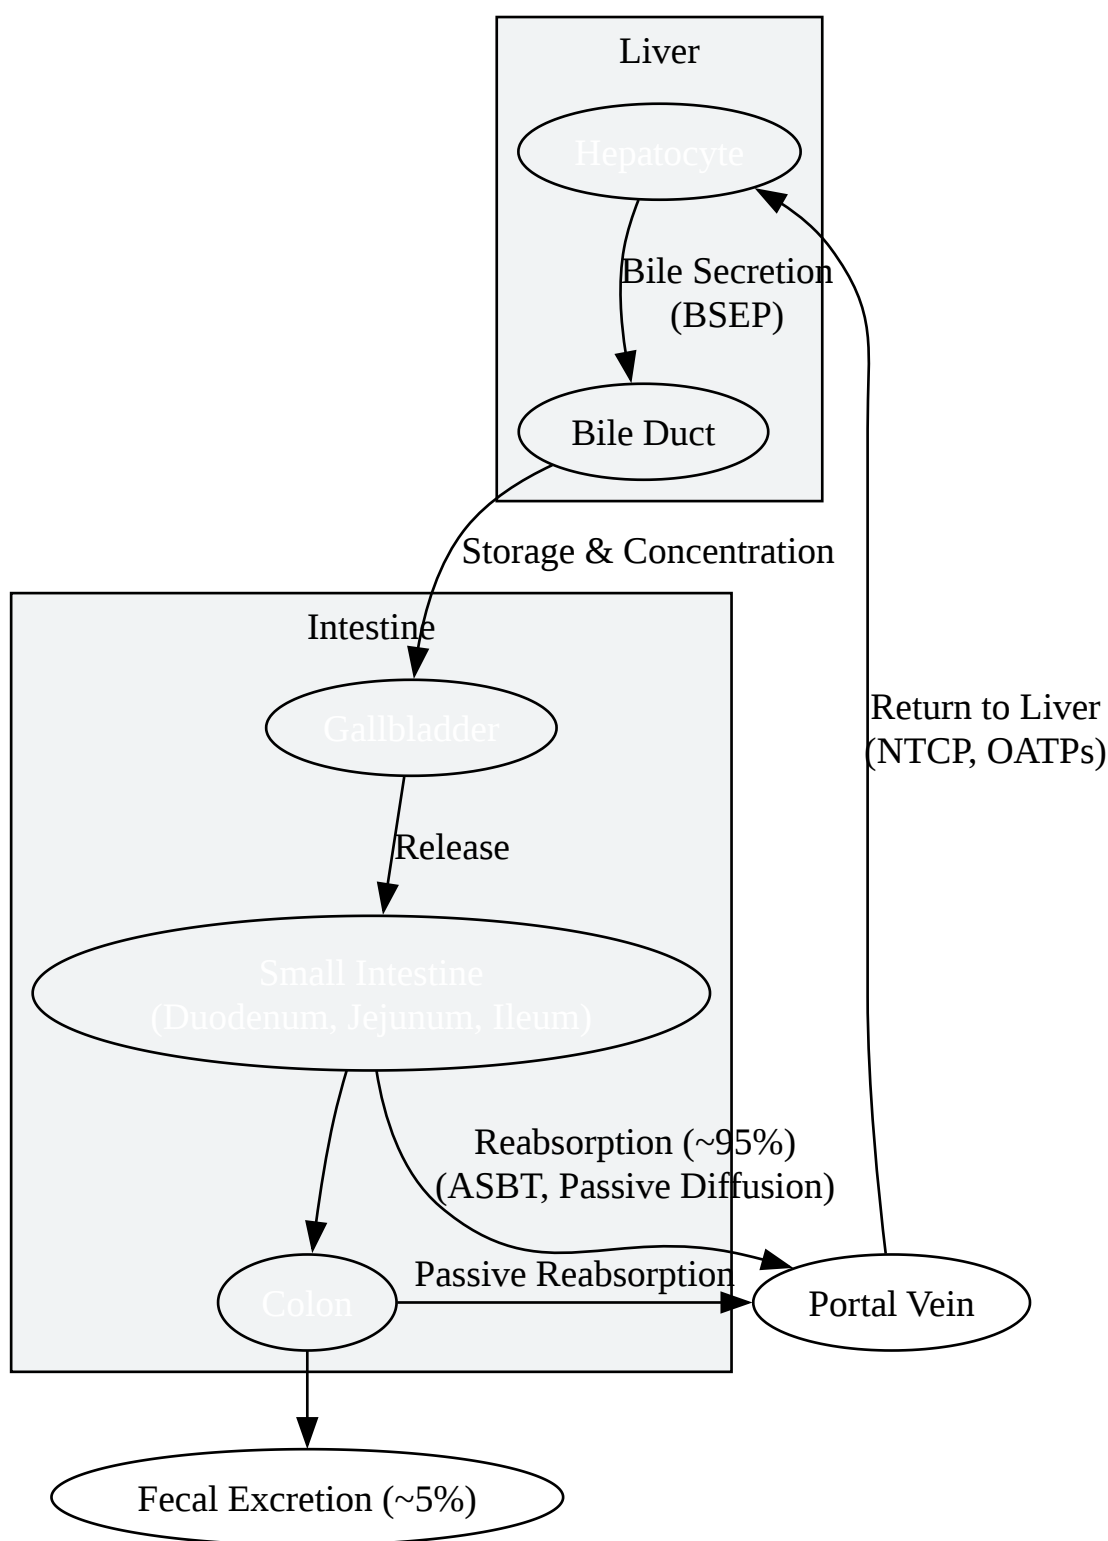 Liver
Hepatocyte
Bile Secretion
(BSEP)
Bile Duct
Storage & Concentration
Intestine
Gallbladder
Return to Liver
(NTCP, OATPs)
Release
Small Intestine
(Duodenum, Jejunum, Ileum)
Reabsorption (~95%)
(ASBT, Passive Diffusion)
Passive Reabsorption
Colon
Portal Vein
Fecal Excretion (~5%)